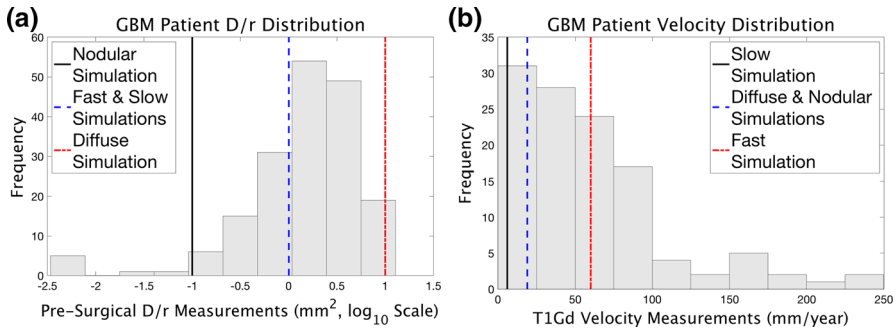 (a)
GBM Patient D/r Distribution
Frequency
60
50
40
30
20
10
0
Nodular
Simulation
Fast & Slow
Simulations
Diffuse
Simulation
-2.5 -2 -1.5 -1 -0.5 0 0.5 1 1.5
Pre-Surgical D/r Measurements (mm², log₁₀ Scale)
(b)
GBM Patient Velocity Distribution
Frequency
35
30
25
20
15
10
5
0
Slow
Simulation
Diffuse & Nodular
Simulations
Fast
Simulation
0 50 100 150 200 250
T1Gd Velocity Measurements (mm/year)